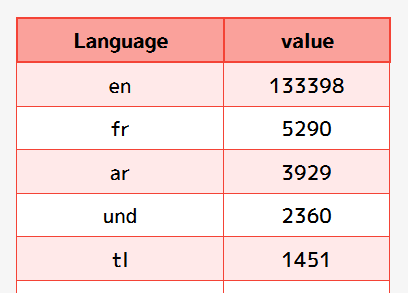 Language value
en 133398
fr 5290
ar 3929
und 2360
tl 1451